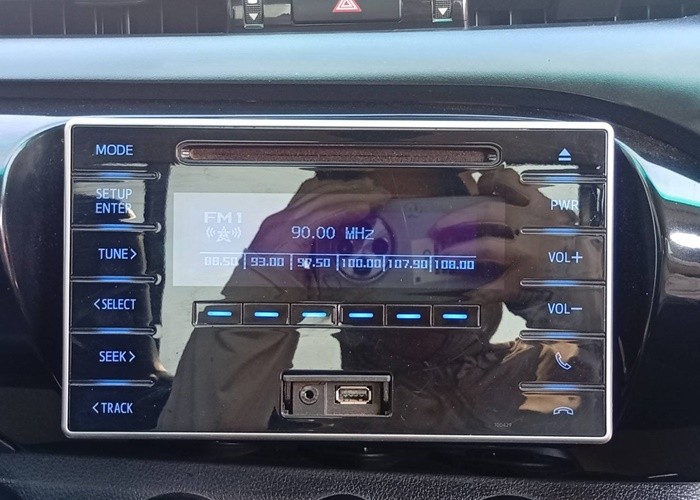 MODE
SETUP
ENTER
TUNE>
<SELECT
SEEK>
<TRACK
FM1
90.00 MHz
88.50 93.00 97.50 100.00 107.90 108.00
PWR
VOL+
VOL-
100429